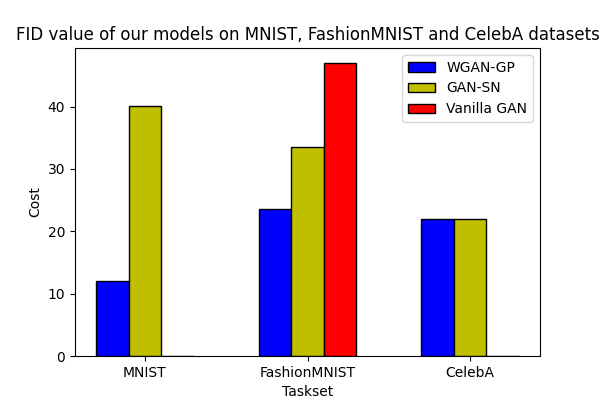 FID value of our models on MNIST, FashionMNIST and CelebA datasets
WGAN-GP
GAN-SN
Vanilla GAN
Cost
40
30
20
10
0
MNIST
FashionMNIST
CelebA
Taskset